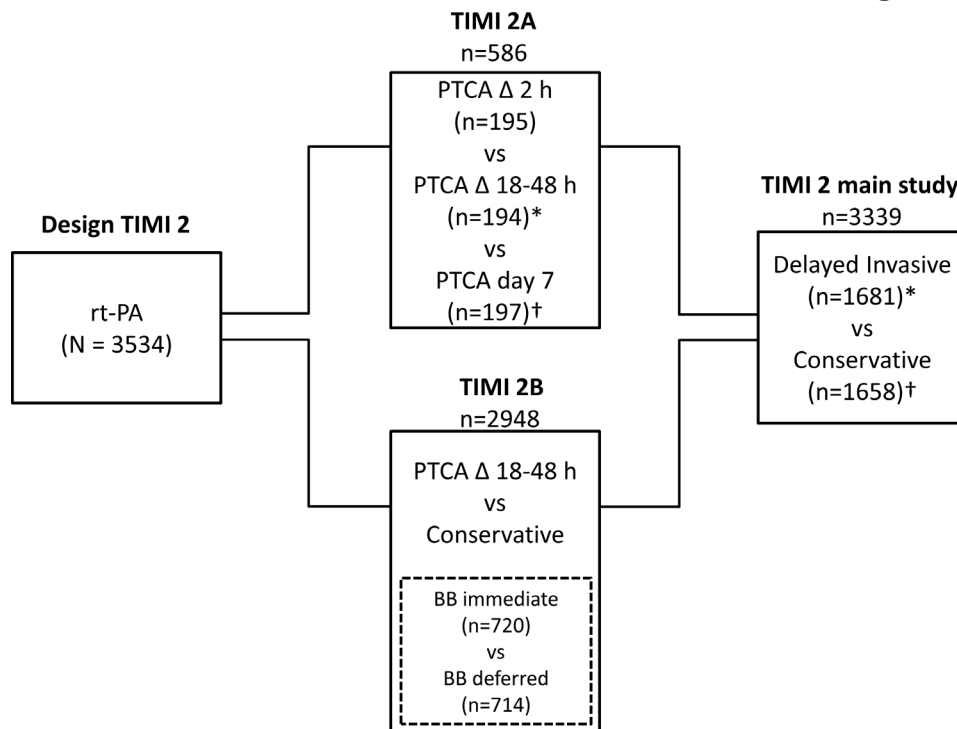 TIMI 2A
n=586
PTCA Δ 2 h
(n=195)
vs
PTCA Δ 18-48 h
(n=194)*
vs
PTCA day 7
(n=197)†
Design TIMI 2
rt-PA
(N = 3534)
TIMI 2B
n=2948
PTCA Δ 18-48 h
vs
Conservative
BB immediate
(n=720)
vs
BB deferred
(n=714)
TIMI 2 main study
n=3339
Delayed Invasive
(n=1681)*
vs
Conservative
(n=1658)†